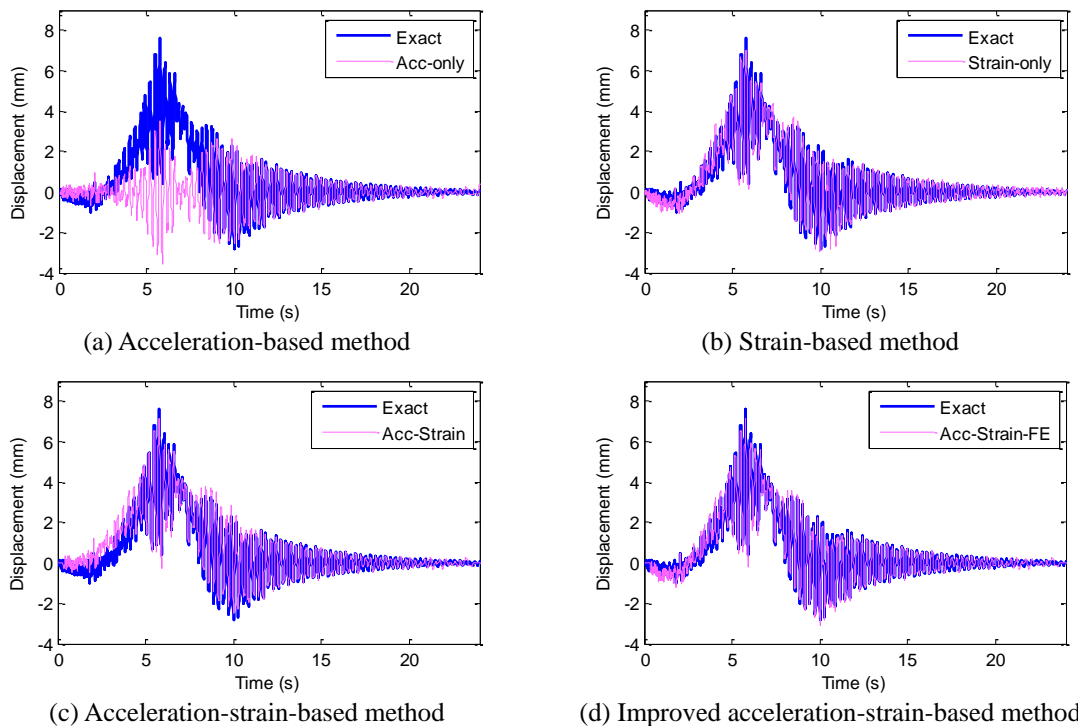 8
6
4
2
0
-2
-4
Displacement (mm)
0 5 10 15 20
Time (s)
Exact
Acc-only
(a) Acceleration-based method
8
6
4
2
0
-2
-4
Displacement (mm)
0 5 10 15 20
Time (s)
Exact
Strain-only
(b) Strain-based method
8
6
4
2
0
-2
-4
Displacement (mm)
0 5 10 15 20
Time (s)
Exact
Acc-Strain
(c) Acceleration-strain-based method
8
6
4
2
0
-2
-4
Displacement (mm)
0 5 10 15 20
Time (s)
Exact
Acc-Strain-FE
(d) Improved acceleration-strain-based method